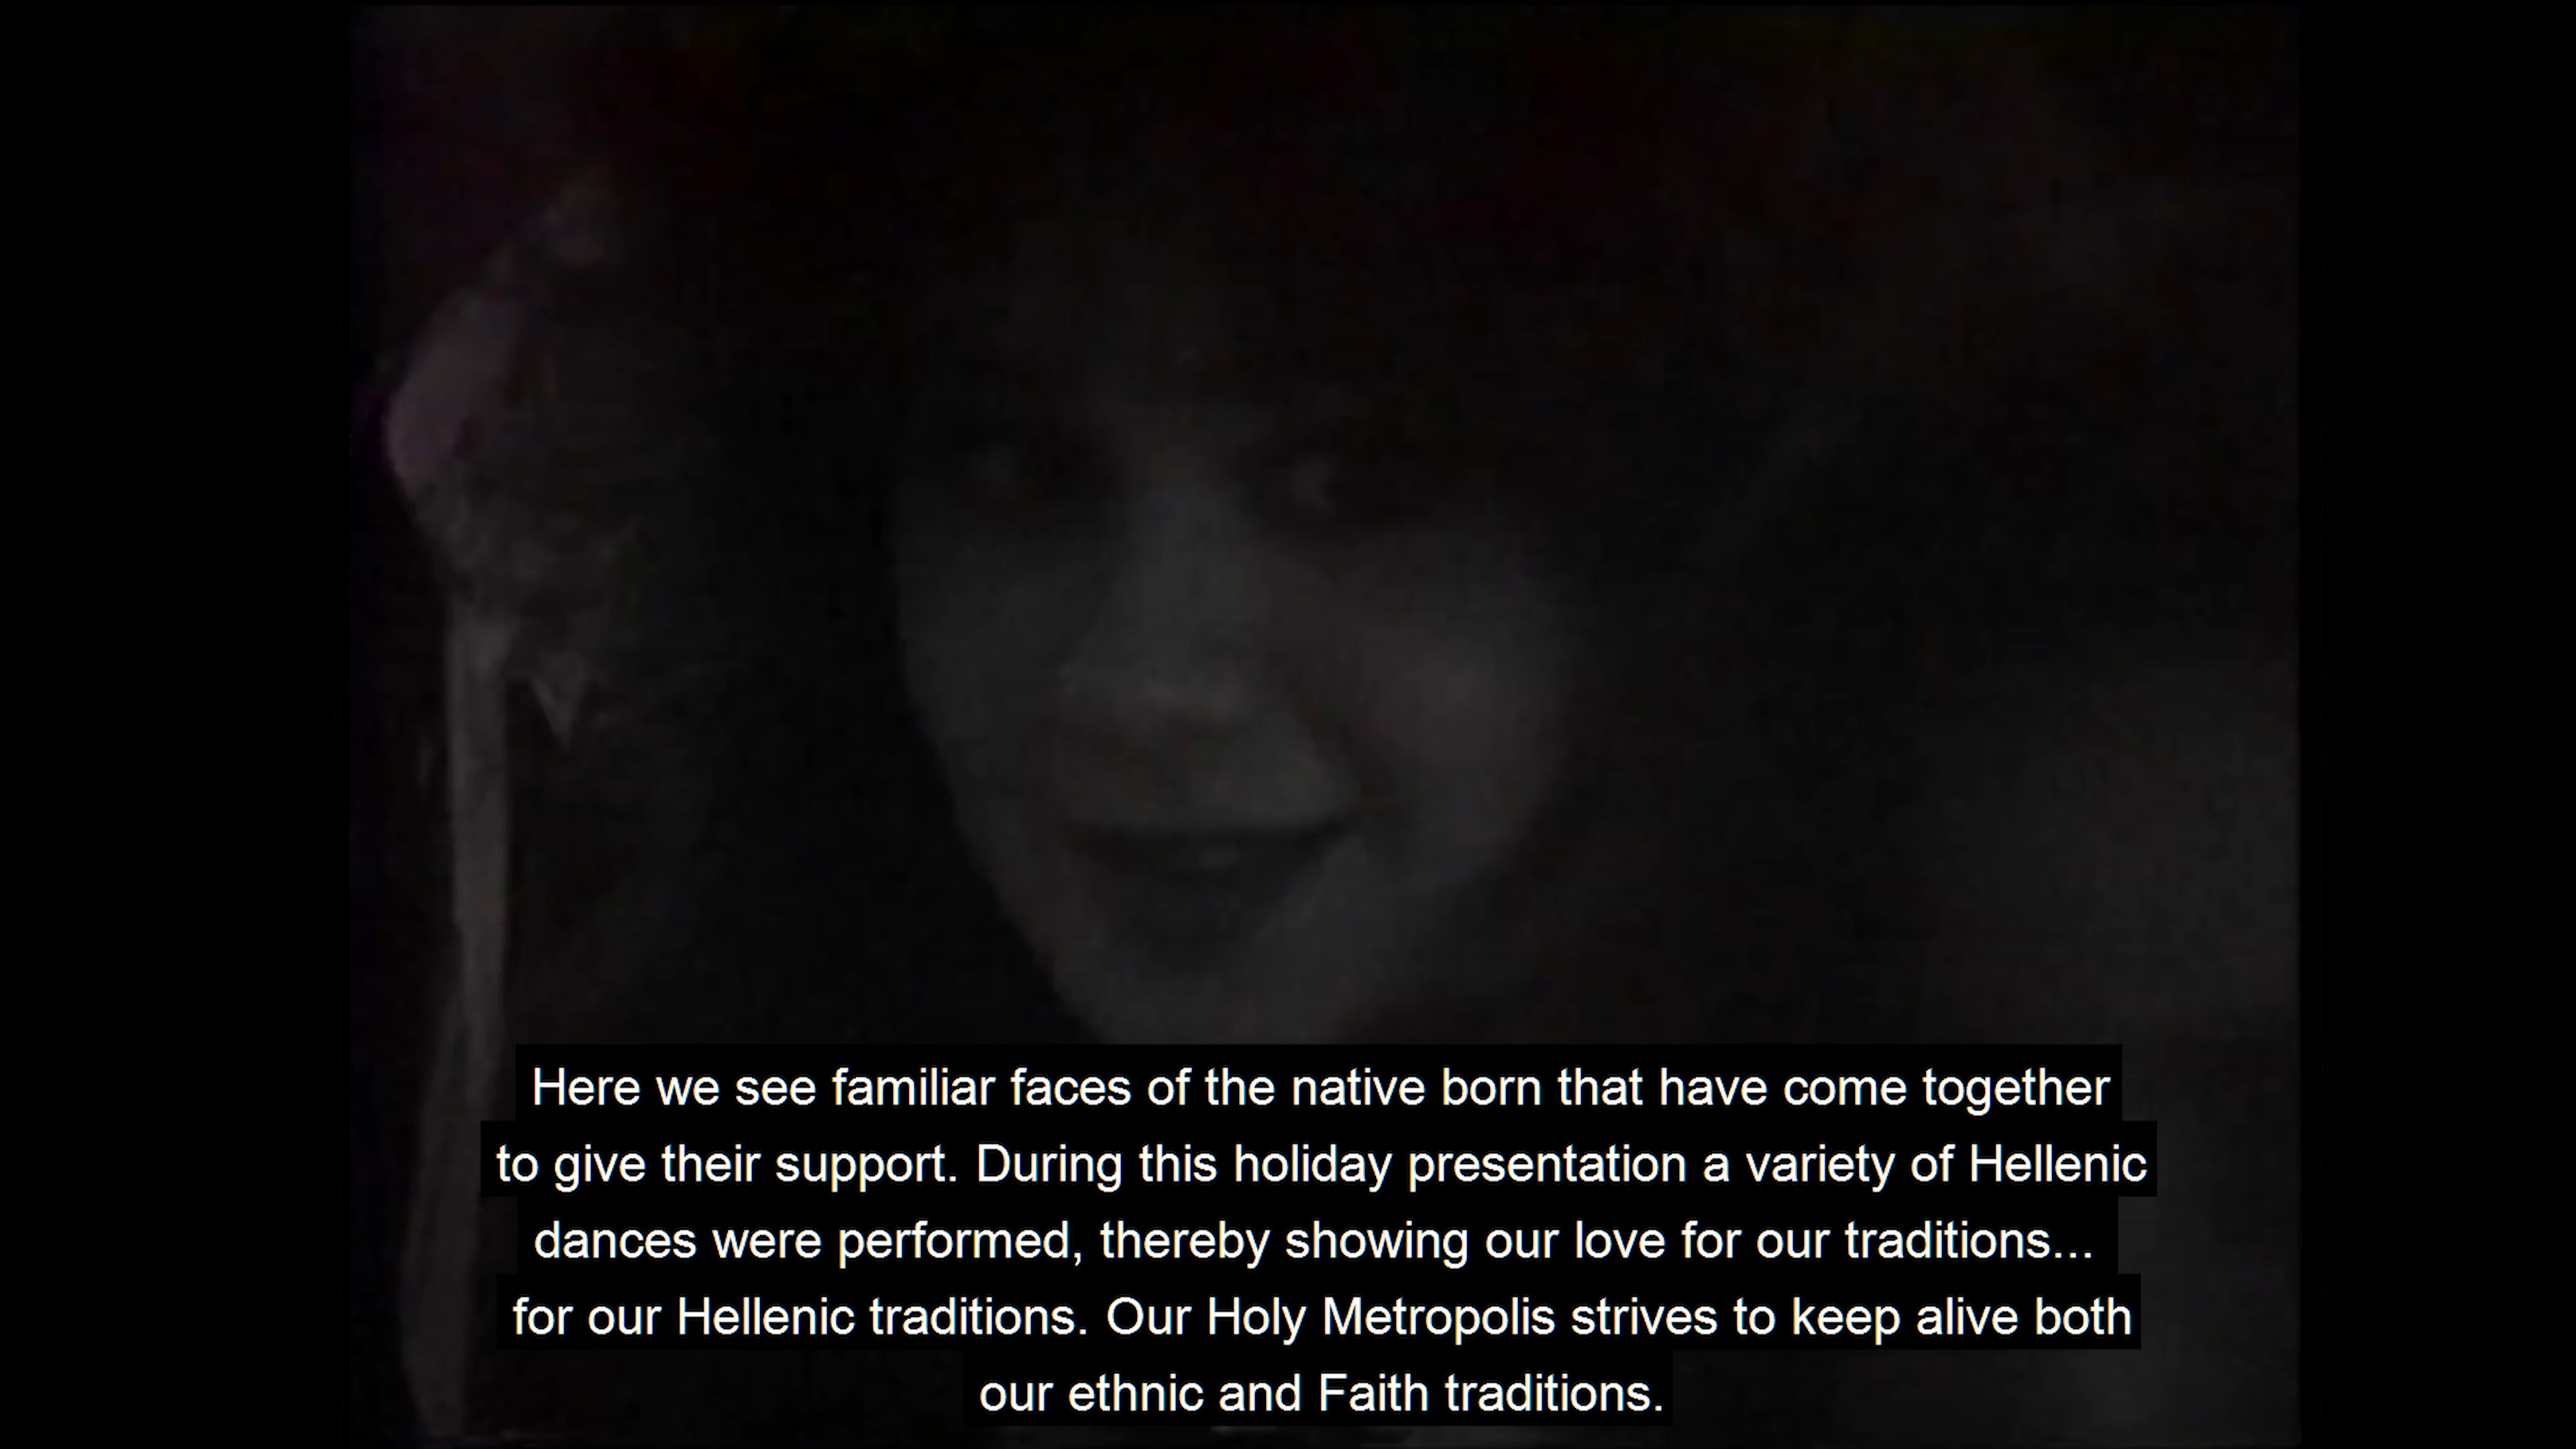 Here we see familiar faces of the native born that have come together
to give their support. During this holiday presentation a variety of Hellenic
dances were performed, thereby showing our love for our traditions...
for our Hellenic traditions. Our Holy Metropolis strives to keep alive both
our ethnic and Faith traditions.